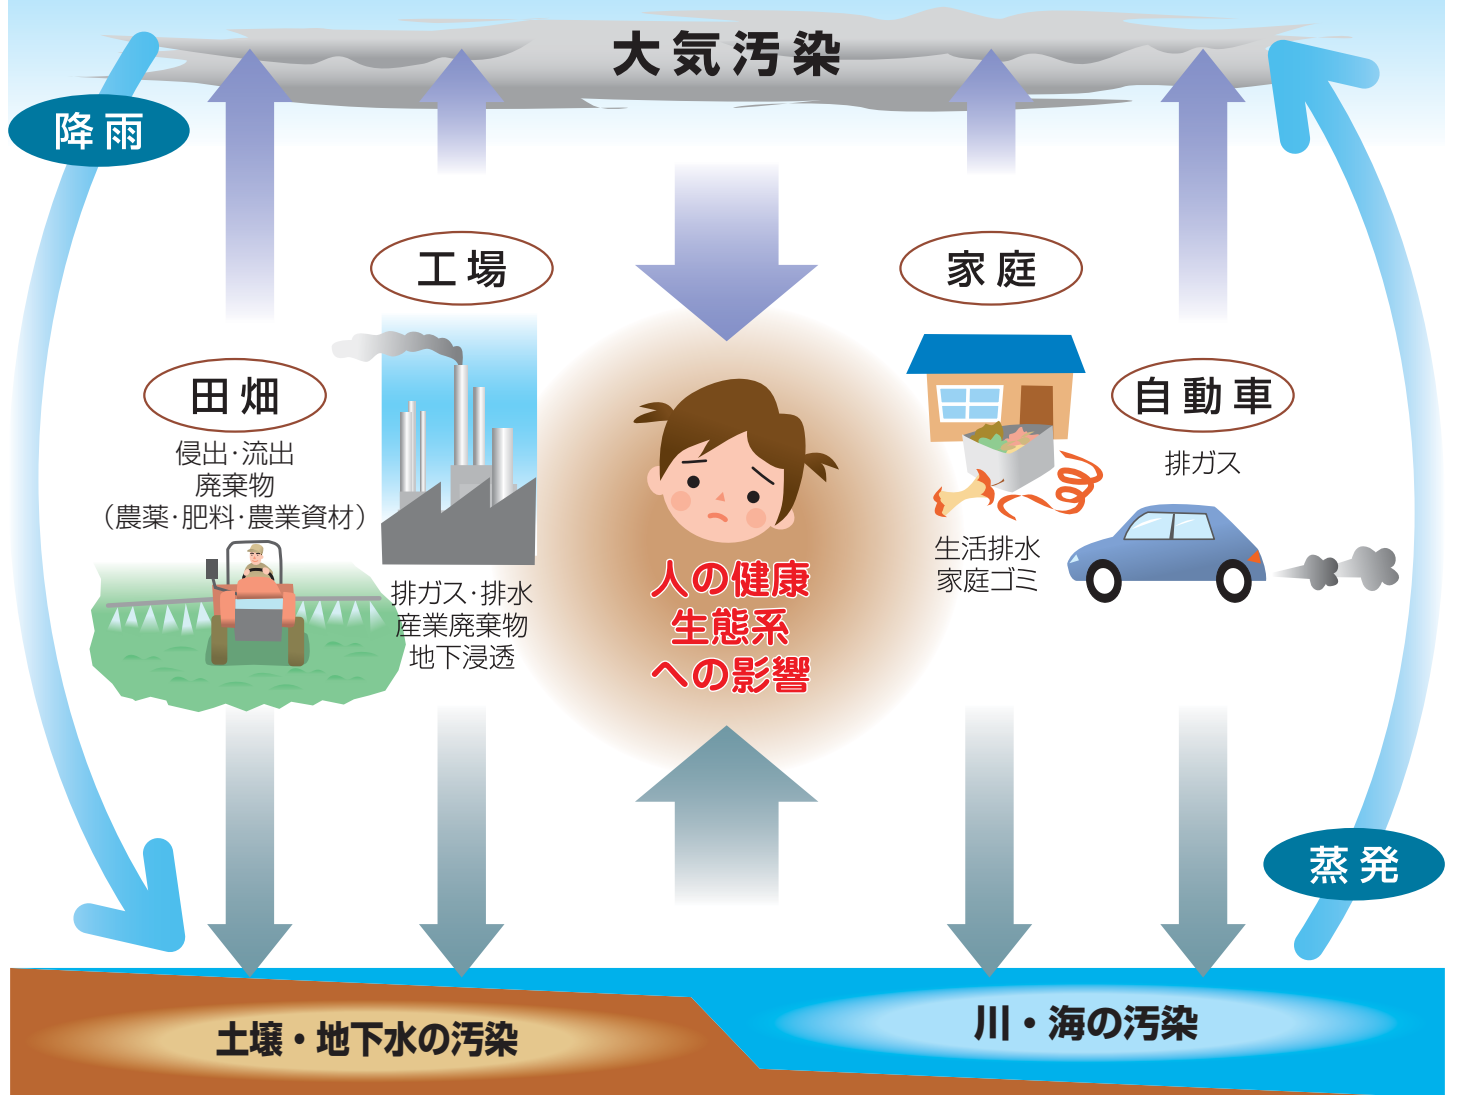 大気汚染
降雨
工場
家庭
田畑
自動車
侵出・流出
廃棄物
（農薬・肥料・農業資材）
排ガス
排ガス・排水
産業廃棄物
地下浸透
生活排水
家庭ゴミ
人の健康
生態系
への影響
蒸発
土壌・地下水の汚染
川・海の汚染